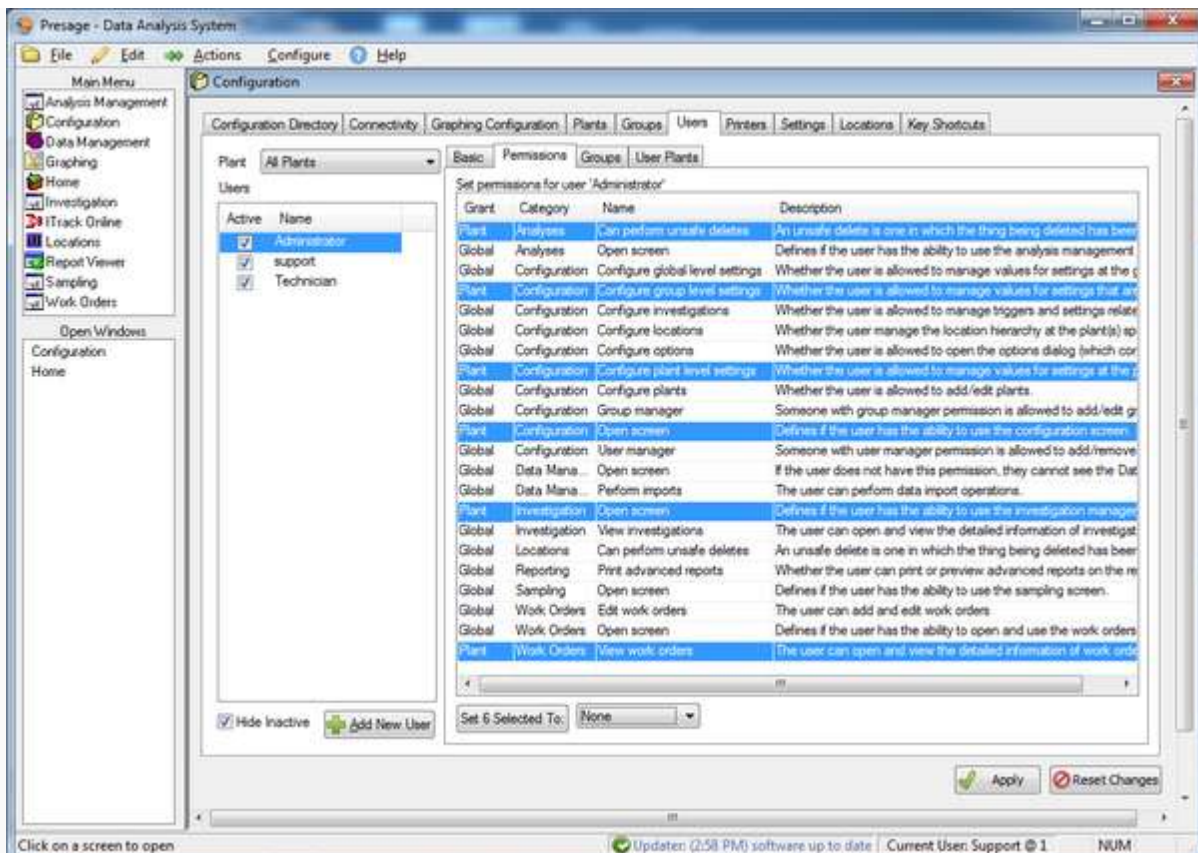 Presage - Data Analysis System
File Edit Actions Configure Help
Main Menu
Analysis Management
Configuration
Data Management
Graphing
Home
Investigation
ITrack Online
Locations
Report Viewer
Sampling
Work Orders
Open Windows
Configuration
Home
Configuration
Configuration Directory Connectivity Graphing Configuration Plants Groups Users Printers Settings Locations Key Shortcuts
Plant All Plants
Users
Active Name
Administrator
support
Technician
Hide Inactive Add New User
Basic Permissions Groups User Plants
Set permissions for user 'Administrator'
Grant Category Name Description
Plant Analyses Can perform unsafe deletes An unsafe delete is one in which the thing being deleted has been
Global Analyses Open screen Defines if the user has the ability to use the analysis management
Global Configuration Configure global level settings Whether the user is allowed to manage values for settings at the g
Plant Configuration Configure group level settings Whether the user is allowed to manage values for settings that are
Global Configuration Configure investigations Whether the user is allowed to manage triggers and settings relate
Global Configuration Configure locations Whether the user manage the location hierarchy at the plant(s) sp
Global Configuration Configure options Whether the user is allowed to open the options dialog (which con
Plant Configuration Configure plant level settings Whether the user is allowed to manage values for settings at the p
Global Configuration Configure plants Whether the user is allowed to add/edit plants.
Global Configuration Group manager Someone with group manager permission is allowed to add/edit gr
Plant Configuration Open screen Defines if the user has the ability to use the configuration screen.
Global Configuration User manager Someone with user manager permission is allowed to add/remove
Global Data Mana... Open screen If the user does not have this permission, they cannot see the Dat
Global Data Mana... Perform imports The user can perform data import operations.
Plant Investigation Open screen Defines if the user has the ability to use the investigation manager
Global Investigation View investigations The user can open and view the detailed information of investigat
Global Locations Can perform unsafe deletes An unsafe delete is one in which the thing being deleted has been
Global Reporting Print advanced reports Whether the user can print or preview advanced reports on the re
Global Sampling Open screen Defines if the user has the ability to use the sampling screen.
Global Work Orders Edit work orders The user can add and edit work orders
Global Work Orders Open screen Defines if the user has the ability to open and use the work orders
Plant Work Orders View work orders The user can open and view the detailed information of work orde
Set 6 Selected To: None
Apply Reset Changes
Click on a screen to open Updater: (2:58 PM) software up to date Current User: Support @ 1 NUM